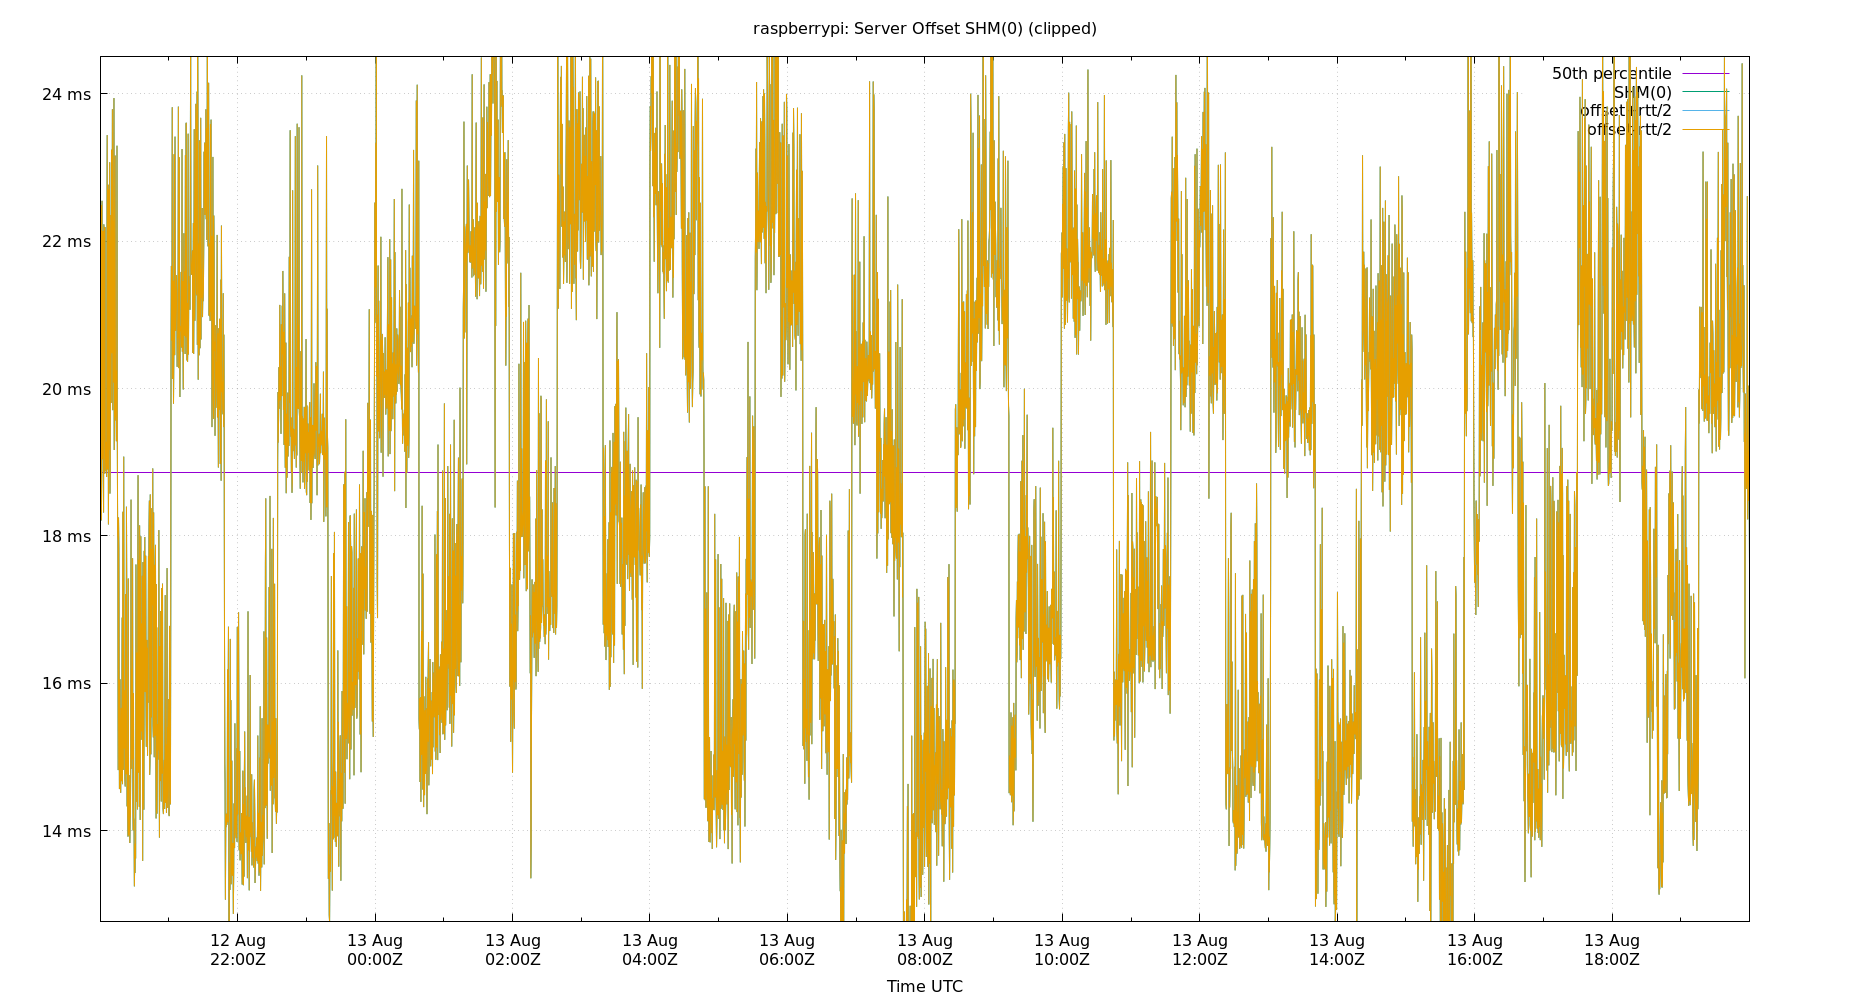 raspberrypi: Server Offset SHM(0) (clipped)
50th percentile
SHM(0)
offset+rtt/2
offset-rtt/2
24 ms
22 ms
20 ms
18 ms
16 ms
14 ms
12 Aug 13 Aug 13 Aug 13 Aug 13 Aug 13 Aug 13 Aug 13 Aug 13 Aug 13 Aug 13 Aug
22:00Z 00:00Z 02:00Z 04:00Z 06:00Z 08:00Z 10:00Z 12:00Z 14:00Z 16:00Z 18:00Z
Time UTC